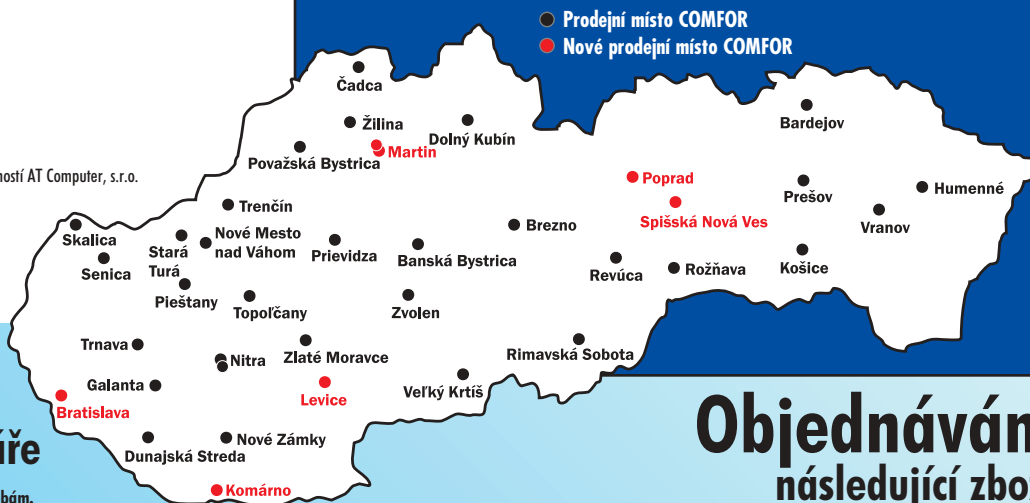 Prodejní místo COMFOR
Nové prodejní místo COMFOR
Čadca
Žilina
Dolný Kubín
Bardejov
Považská Bystrica
Martin
AT Computer, s.r.o.
Poprad
Prešov
Humenné
Trenčín
Spišská Nová Ves
Vranov
Skalica
Stará
Turá
Nové Mesto
nad Váhom
Prievidza
Brezno
Banská Bystrica
Senica
Revúca
Rožňava
Košice
Pieštany
Topoľčany
Zvolen
Trnava
Nitra
Zlaté Moravce
Rimavská Sobota
Galanta
Levice
Veľký Krtíš
Bratislava
Dunajská Streda
Nové Zámky
Komárno
Objednáván
následující zbo